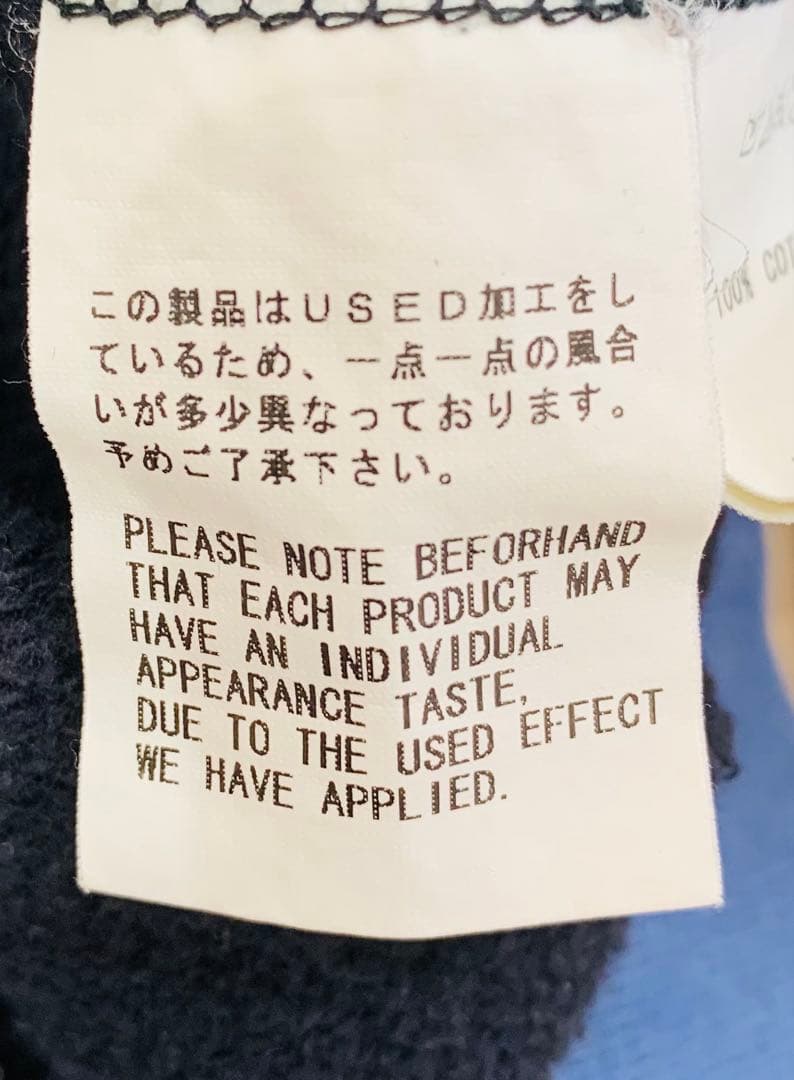 この製品はUSED加工をし
ているため、一点一点の風合
いが多少異なっております。
予めご了承下さい。
PLEASE NOTE BEFORHAND
THAT EACH PRODUCT MAY
HAVE AN INDIVIDUAL
APPEARANCE TASTE,
DUE TO THE USED EFFECT
WE HAVE APPLIED.
100%